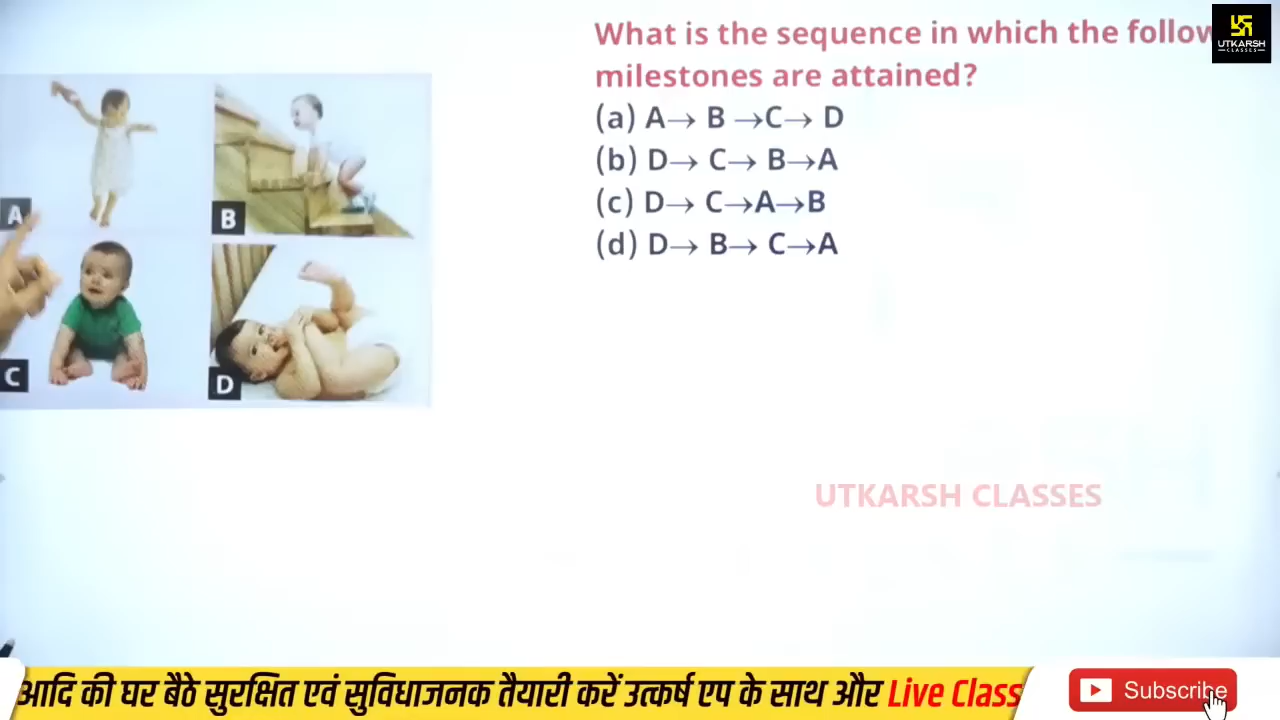 What is the sequence in which the follow
milestones are attained?
(a) A→ B →C→ D
(b) D→ C→ B→A
(c) D→ C→A→B
(d) D→ B→ C→A
UTKARSH
CLASSES
A
B
C
D
UTKARSH CLASSES
आदि की घर बैठे सुरक्षित एवं सुविधाजनक तैयारी करें उत्कर्ष एप के साथ और Live Class
Subscribe